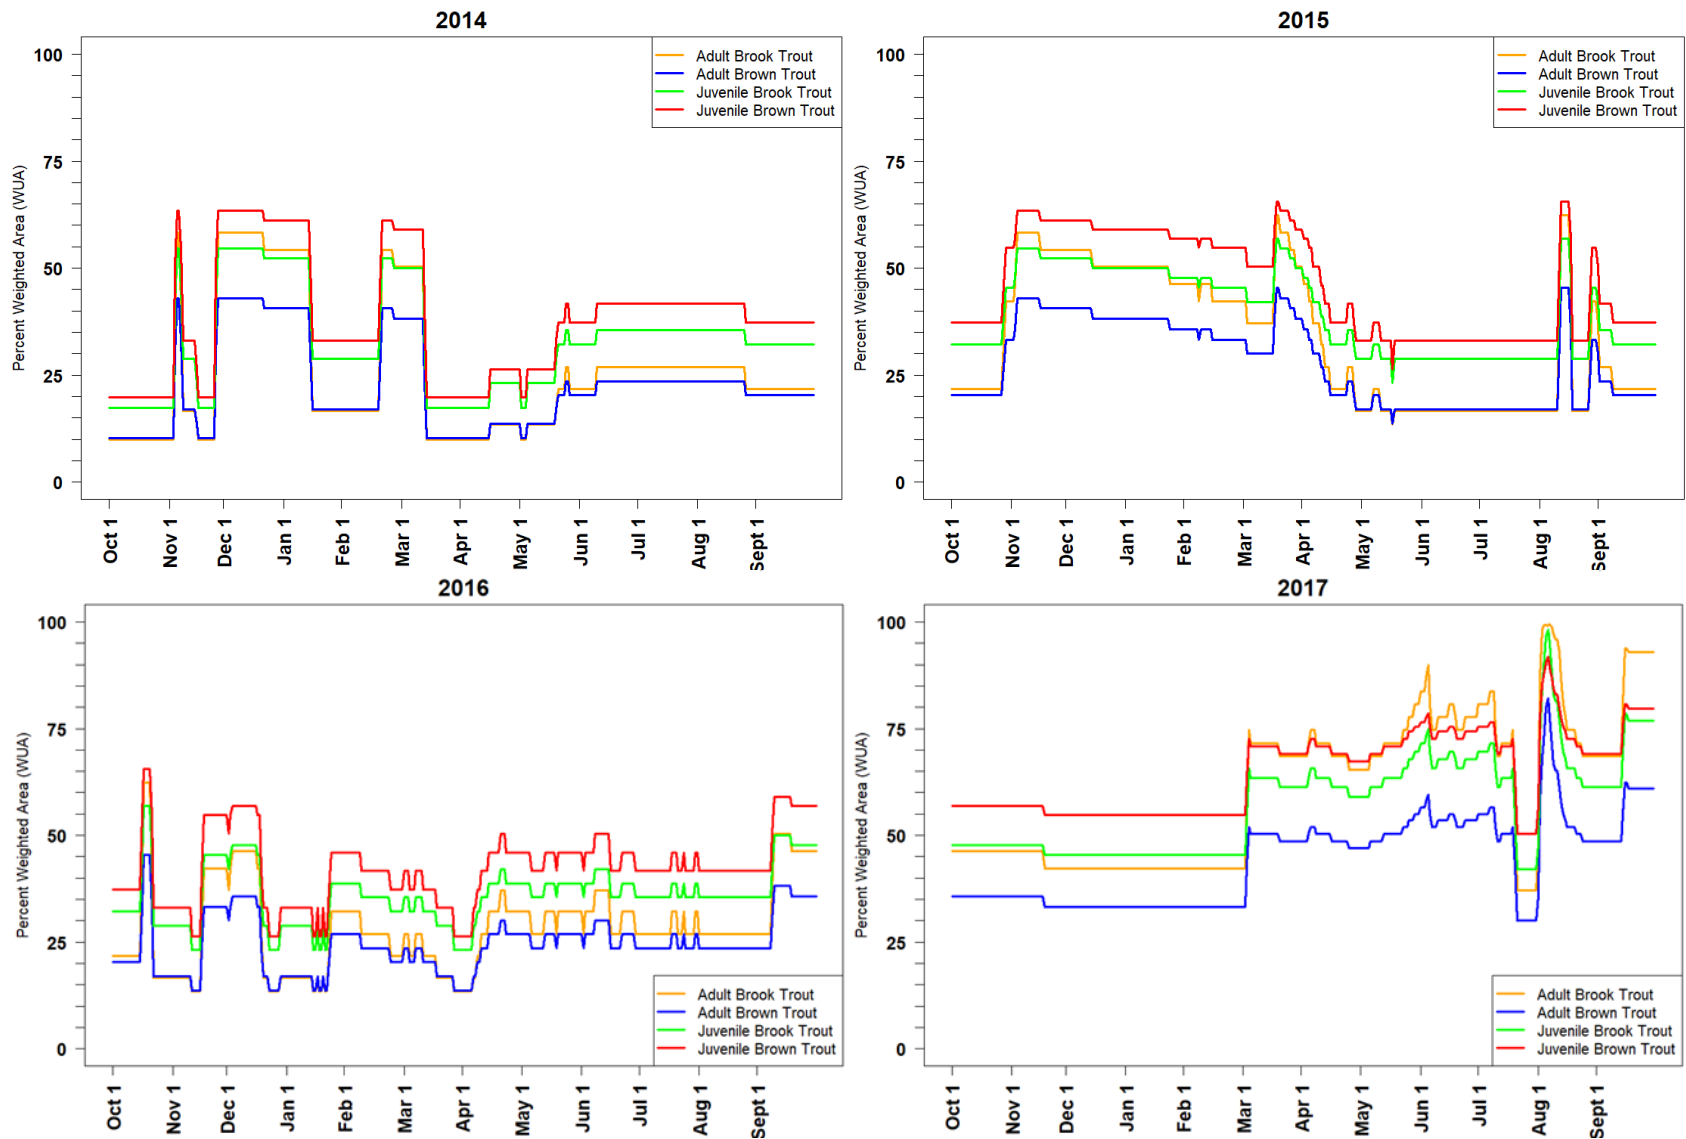 2014
Percent Weighted Area (WUA)
100
75
50
25
0
Adult Brook Trout
Adult Brown Trout
Juvenile Brook Trout
Juvenile Brown Trout
Oct 1
Nov 1
Dec 1
Jan 1
Feb 1
Mar 1
Apr 1
May 1
Jun 1
Jul 1
Aug 1
Sept 1
2015
Percent Weighted Area (WUA)
100
75
50
25
0
Adult Brook Trout
Adult Brown Trout
Juvenile Brook Trout
Juvenile Brown Trout
Oct 1
Nov 1
Dec 1
Jan 1
Feb 1
Mar 1
Apr 1
May 1
Jun 1
Jul 1
Aug 1
Sept 1
2016
Percent Weighted Area (WUA)
100
75
50
25
0
Adult Brook Trout
Adult Brown Trout
Juvenile Brook Trout
Juvenile Brown Trout
Oct 1
Nov 1
Dec 1
Jan 1
Feb 1
Mar 1
Apr 1
May 1
Jun 1
Jul 1
Aug 1
Sept 1
2017
Percent Weighted Area (WUA)
100
75
50
25
0
Adult Brook Trout
Adult Brown Trout
Juvenile Brook Trout
Juvenile Brown Trout
Oct 1
Nov 1
Dec 1
Jan 1
Feb 1
Mar 1
Apr 1
May 1
Jun 1
Jul 1
Aug 1
Sept 1